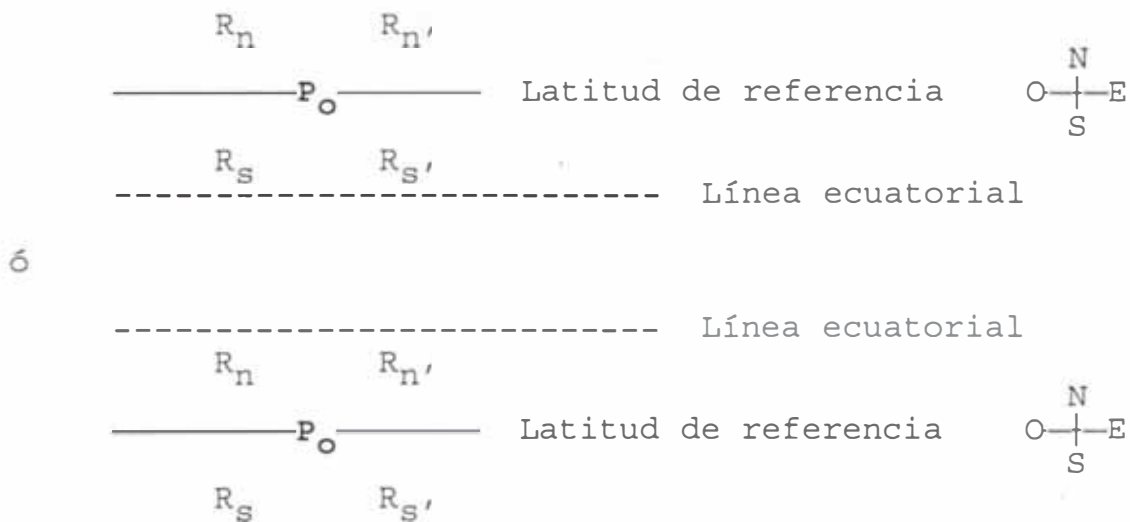 Rn Rn'
N
Po Latitud de referencia O E
S
Rs Rs'
Línea ecuatorial
ó
Línea ecuatorial
Rn Rn'
N
Po Latitud de referencia O E
S
Rs Rs'